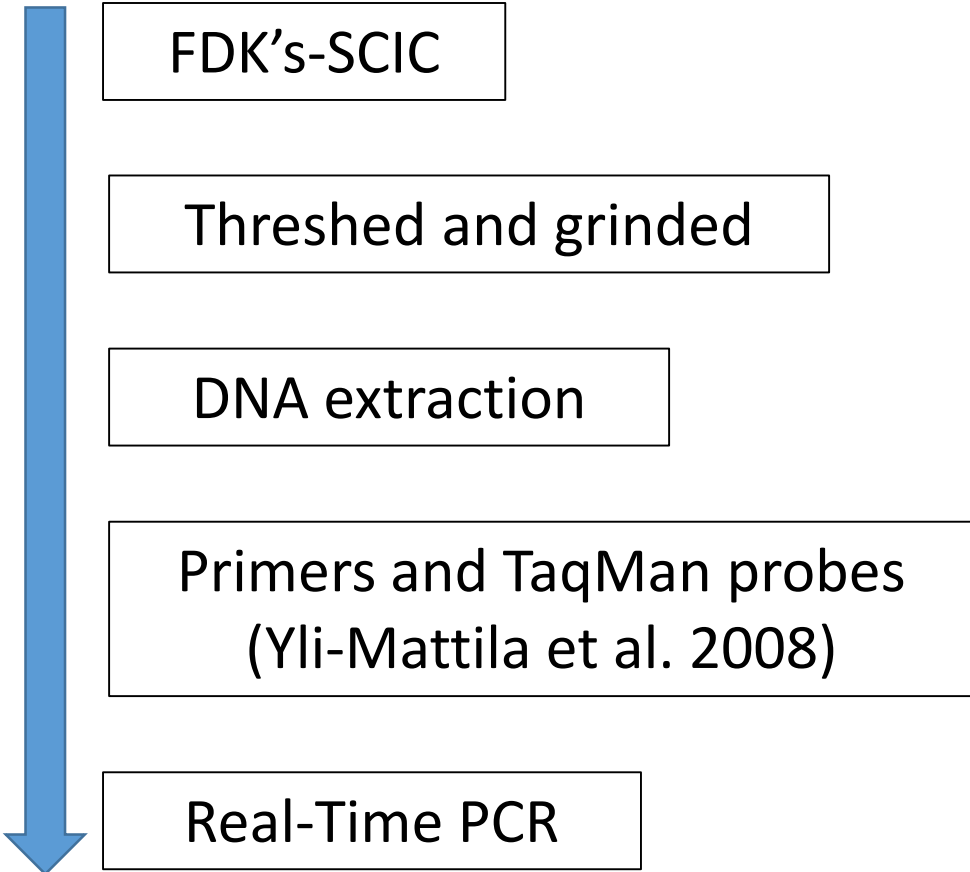 FDK’s-SCIC
Threshed and grinded
DNA extraction
Primers and TaqMan probes
(Yli-Mattila et al. 2008)
Real-Time PCR